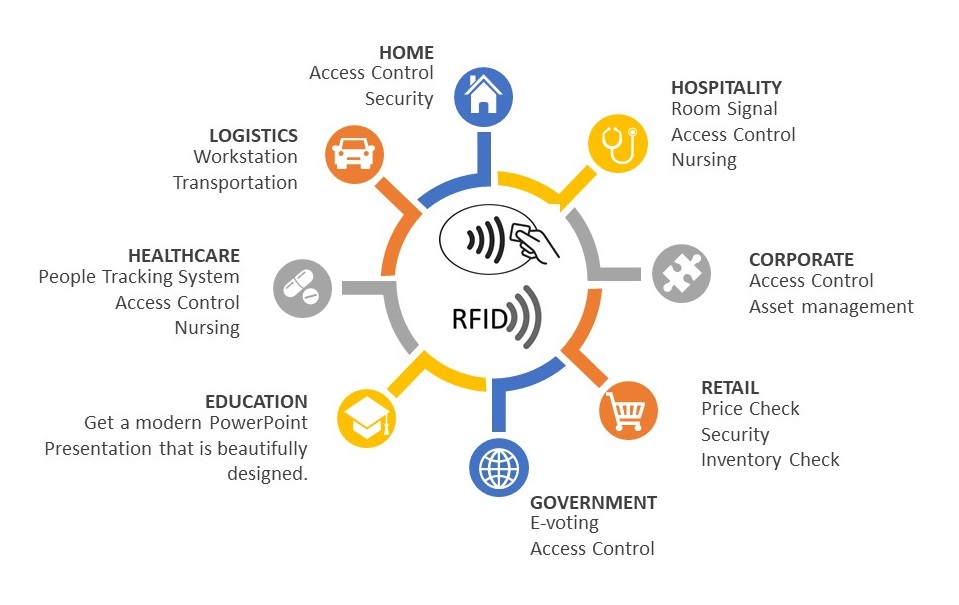 HOME
Access Control
Security
HOSPITALITY
Room Signal
Access Control
Nursing
LOGISTICS
Workstation
Transportation
HEALTHCARE
People Tracking System
Access Control
Nursing
CORPORATE
Access Control
Asset management
RFID
EDUCATION
Get a modern PowerPoint
Presentation that is beautifully
designed.
RETAIL
Price Check
Security
Inventory Check
GOVERNMENT
E-voting
Access Control